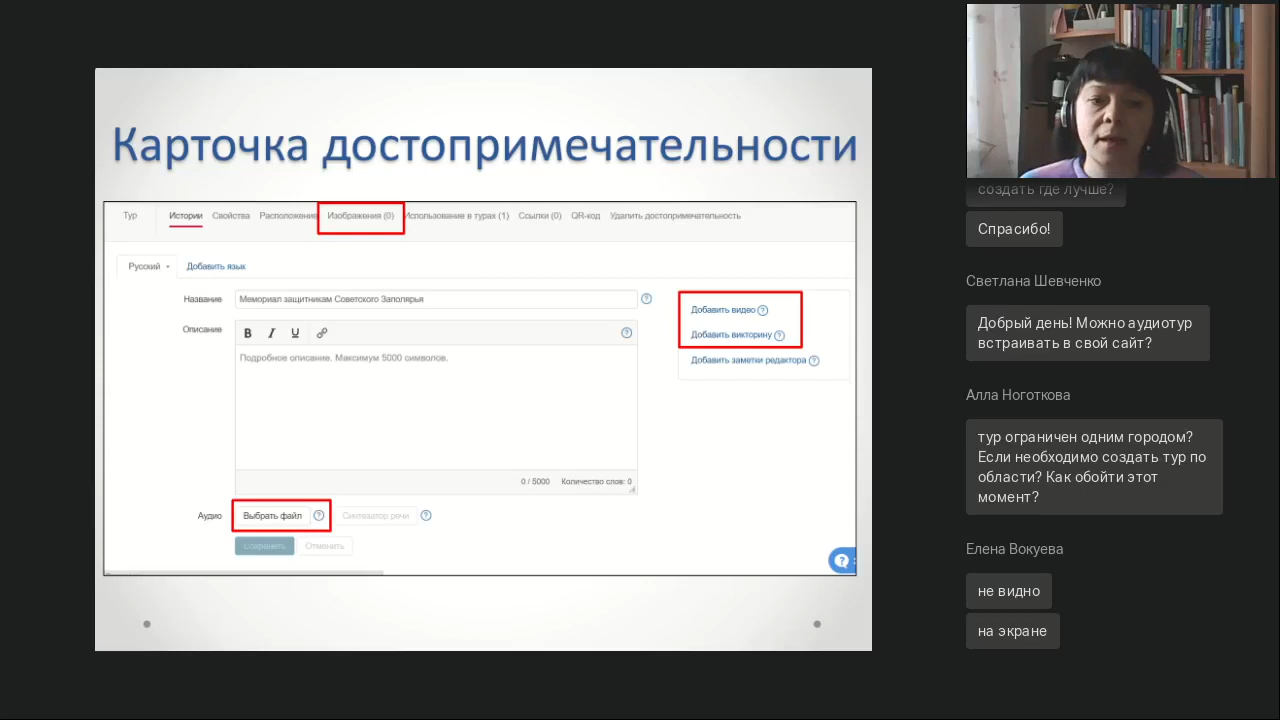 Карточка достопримечательности
Тур Истории Свойства Расположение Изображения (0) Использование в турах (1) Ссылки (0) QR-код Удалить достопримечательность
Русский Добавить язык
Название Мемориал защитникам Советского Заполярья ?
Описание B I U ?
Подробное описание. Максимум 5000 символов.
0 / 5000 Количество слов: 0
Аудио Выбрать файл ? Синтезатор речи ?
Сохранить Отменить
Добавить видео ?
Добавить викторину ?
Добавить заметки редактора ?
?
создать где лучше?
Спрасибо!
Светлана Шевченко
Добрый день! Можно аудиотур
встраивать в свой сайт?
Алла Ноготкова
тур ограничен одним городом?
Если необходимо создать тур по
области? Как обойти этот
момент?
Елена Вокуева
не видно
на экране